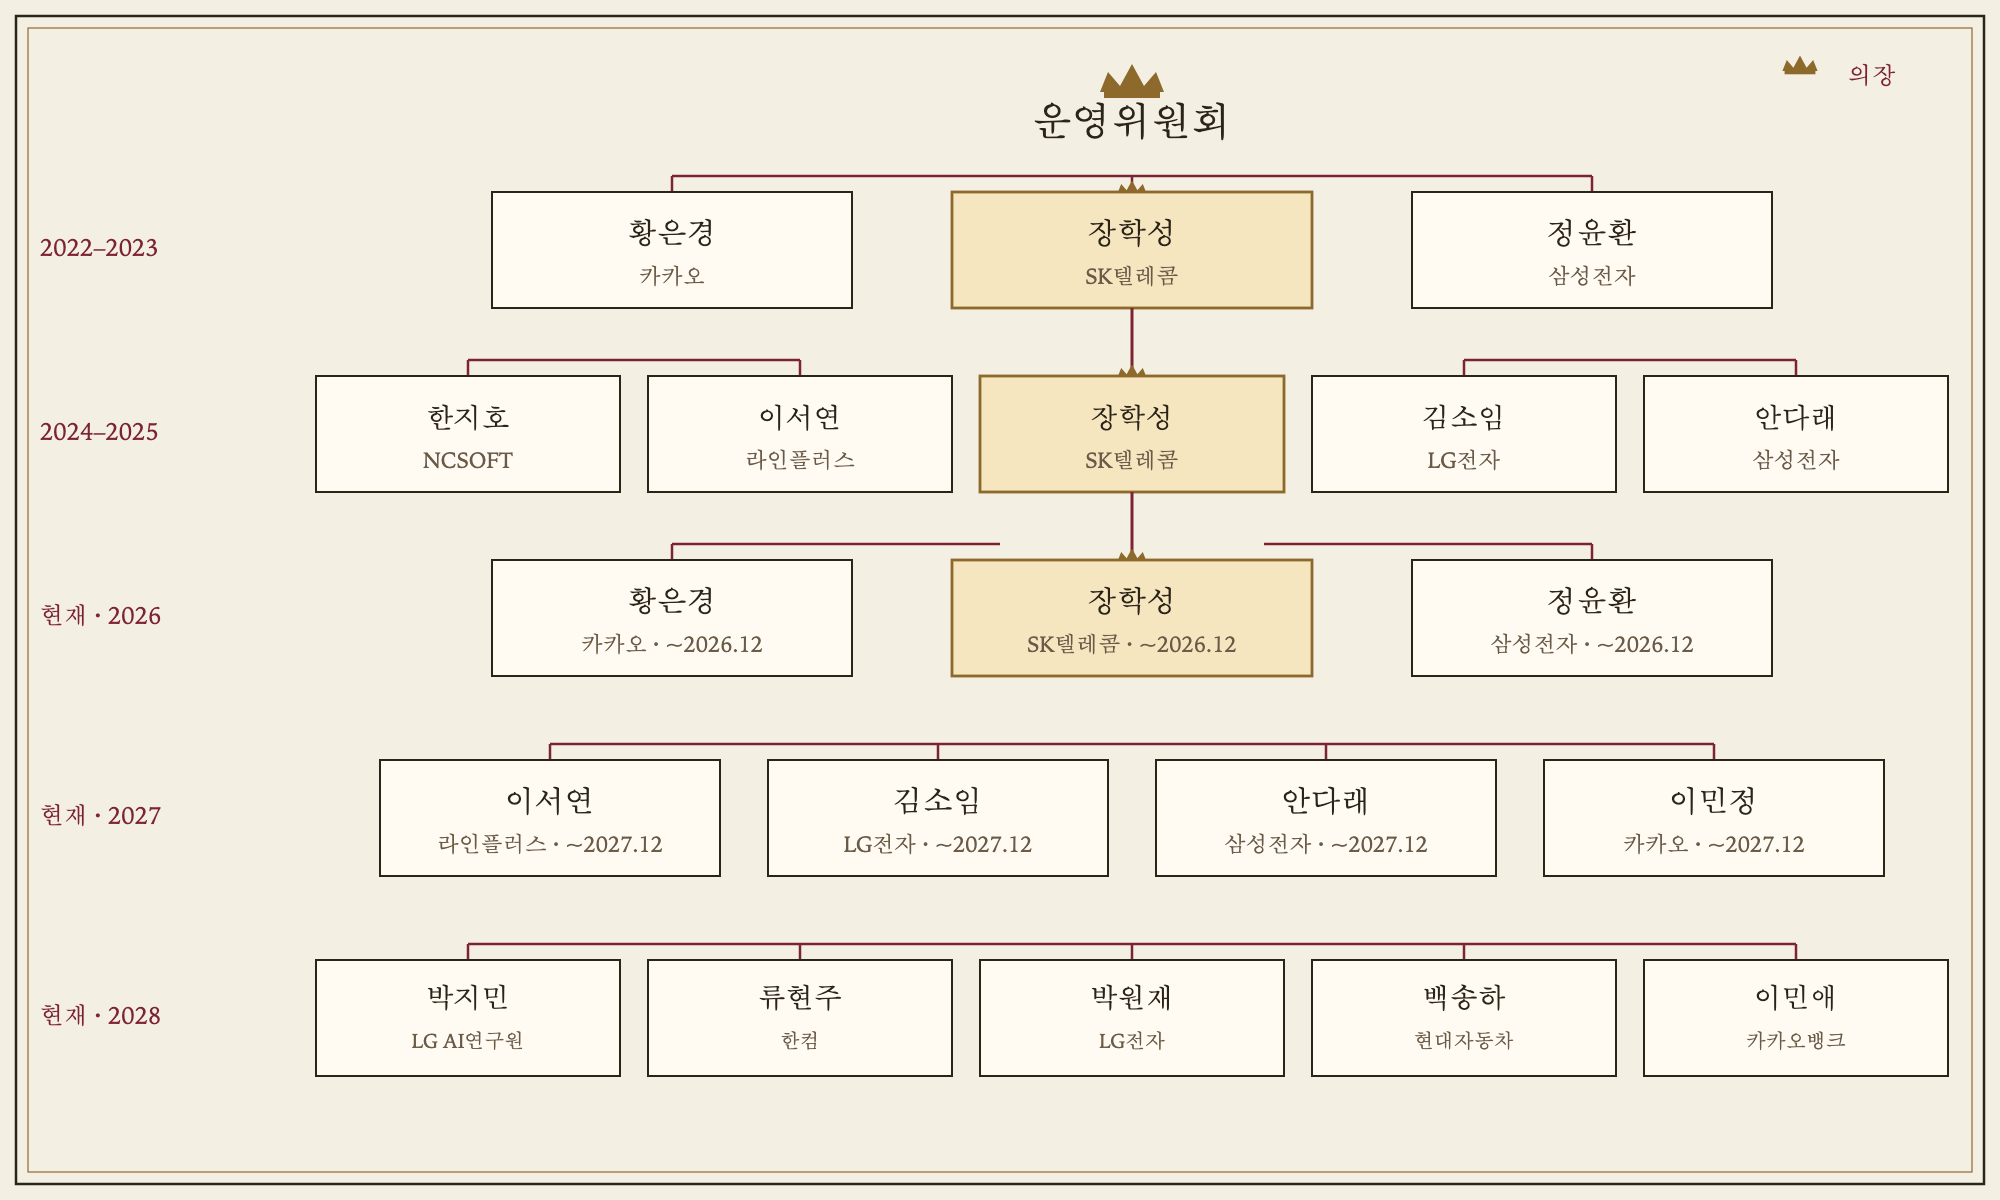 의장
운영위원회
2022–2023
황은경
카카오
장학성
SK텔레콤
정윤환
삼성전자
2024–2025
한지호
NCSOFT
이서연
라인플러스
장학성
SK텔레콤
김소임
LG전자
안다래
삼성전자
현재 · 2026
황은경
카카오 · ~2026.12
장학성
SK텔레콤 · ~2026.12
정윤환
삼성전자 · ~2026.12
현재 · 2027
이서연
라인플러스 · ~2027.12
김소임
LG전자 · ~2027.12
안다래
삼성전자 · ~2027.12
이민정
카카오 · ~2027.12
현재 · 2028
박지민
LG AI연구원
류현주
한컴
박원재
LG전자
백송하
현대자동차
이민애
카카오뱅크